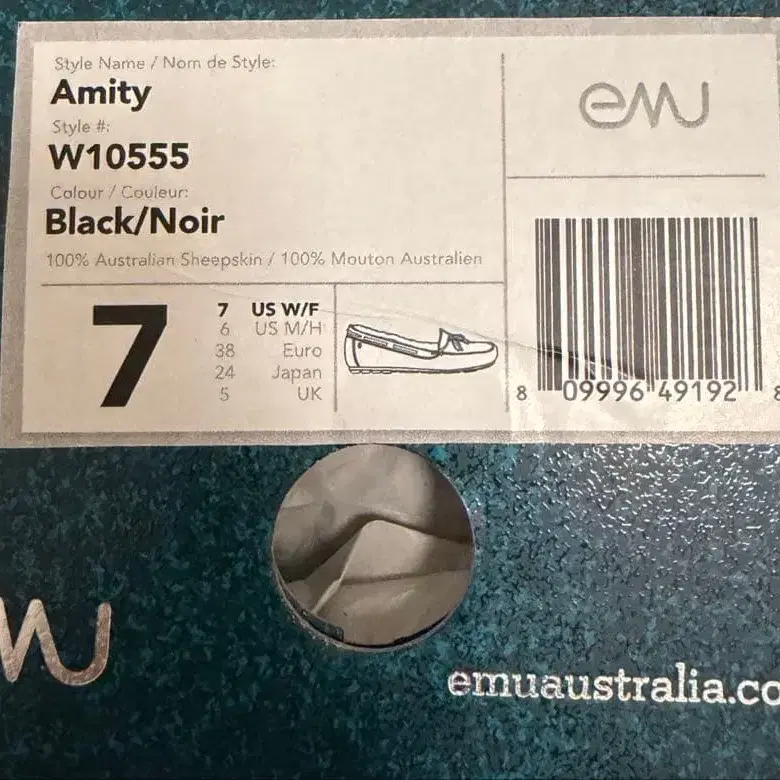 Style Name / Nom de Style:
Amity
Style #:
W10555
Colour / Couleur:
Black/Noir
100% Australian Sheepskin / 100% Mouton Australien
7
7 US W/F
6 US M/H
38 Euro
24 Japan
5 UK
emu
8 09996 49192 8
emuaustralia.co